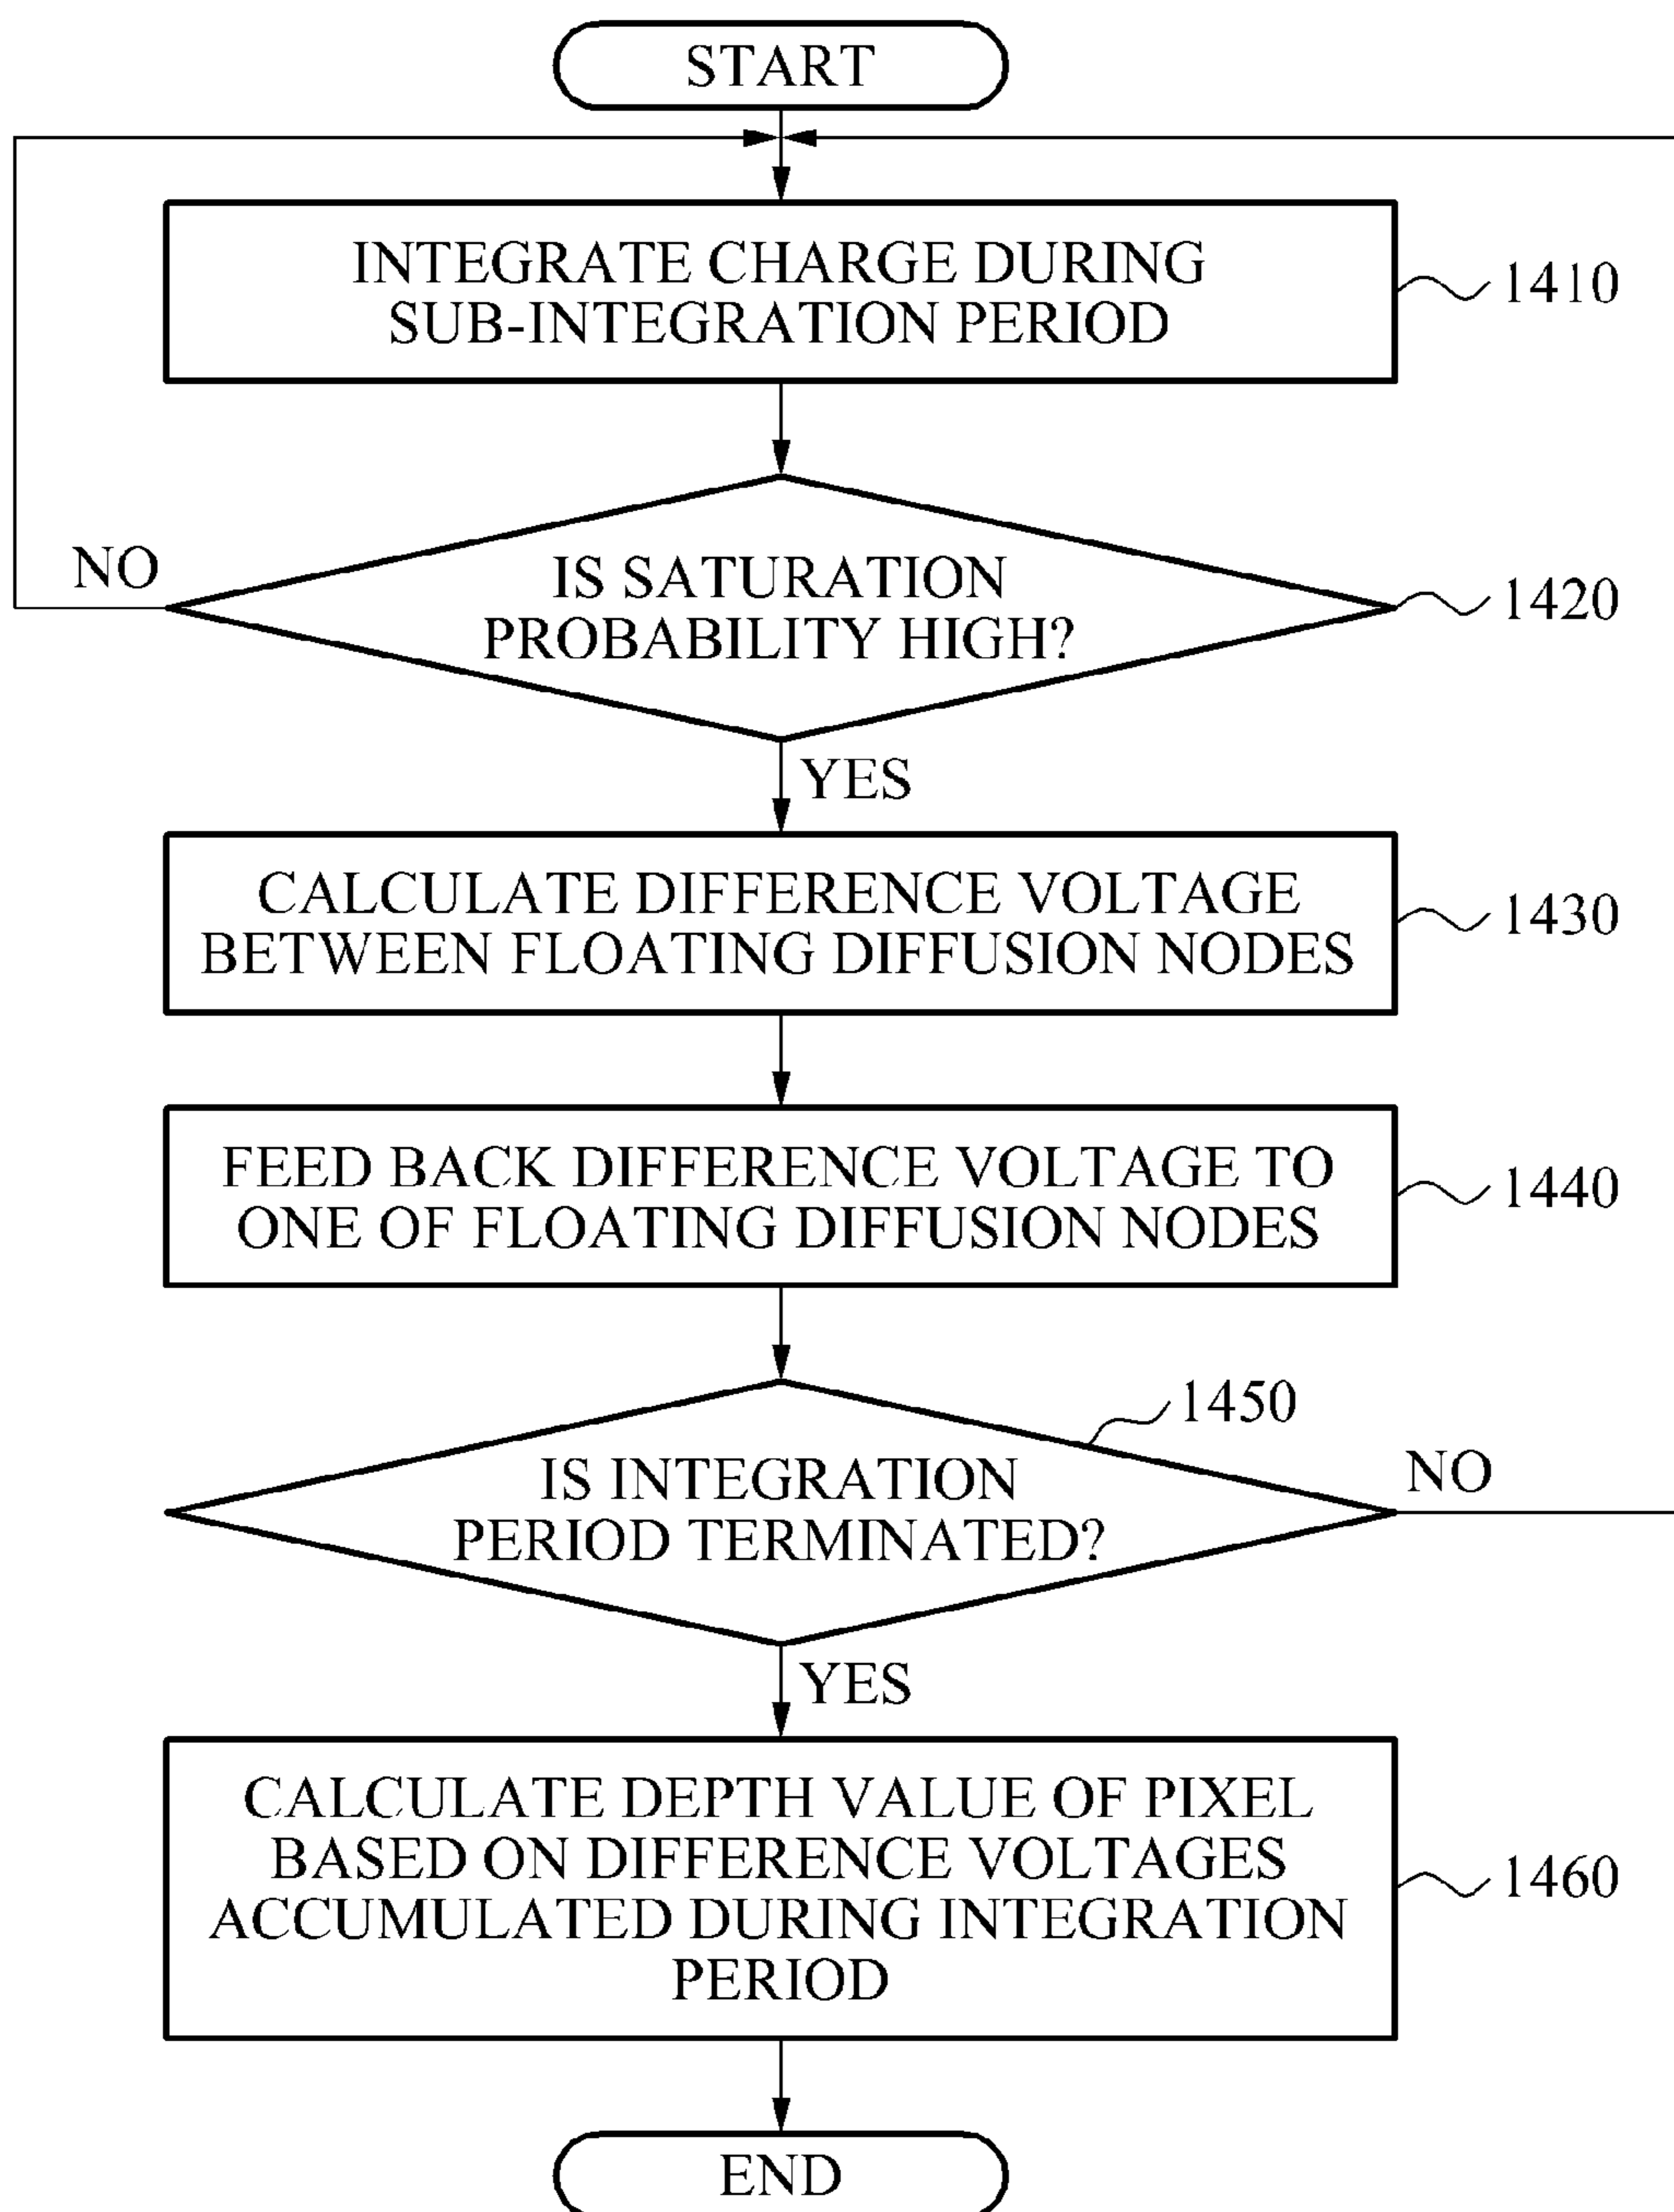 START
INTEGRATE CHARGE DURING
SUB-INTEGRATION PERIOD
1410
IS SATURATION
PROBABILITY HIGH?
1420
NO
YES
CALCULATE DIFFERENCE VOLTAGE
BETWEEN FLOATING DIFFUSION NODES
1430
FEED BACK DIFFERENCE VOLTAGE TO
ONE OF FLOATING DIFFUSION NODES
1440
1450
IS INTEGRATION
PERIOD TERMINATED?
NO
YES
CALCULATE DEPTH VALUE OF PIXEL
BASED ON DIFFERENCE VOLTAGES
ACCUMULATED DURING INTEGRATION
PERIOD
1460
END